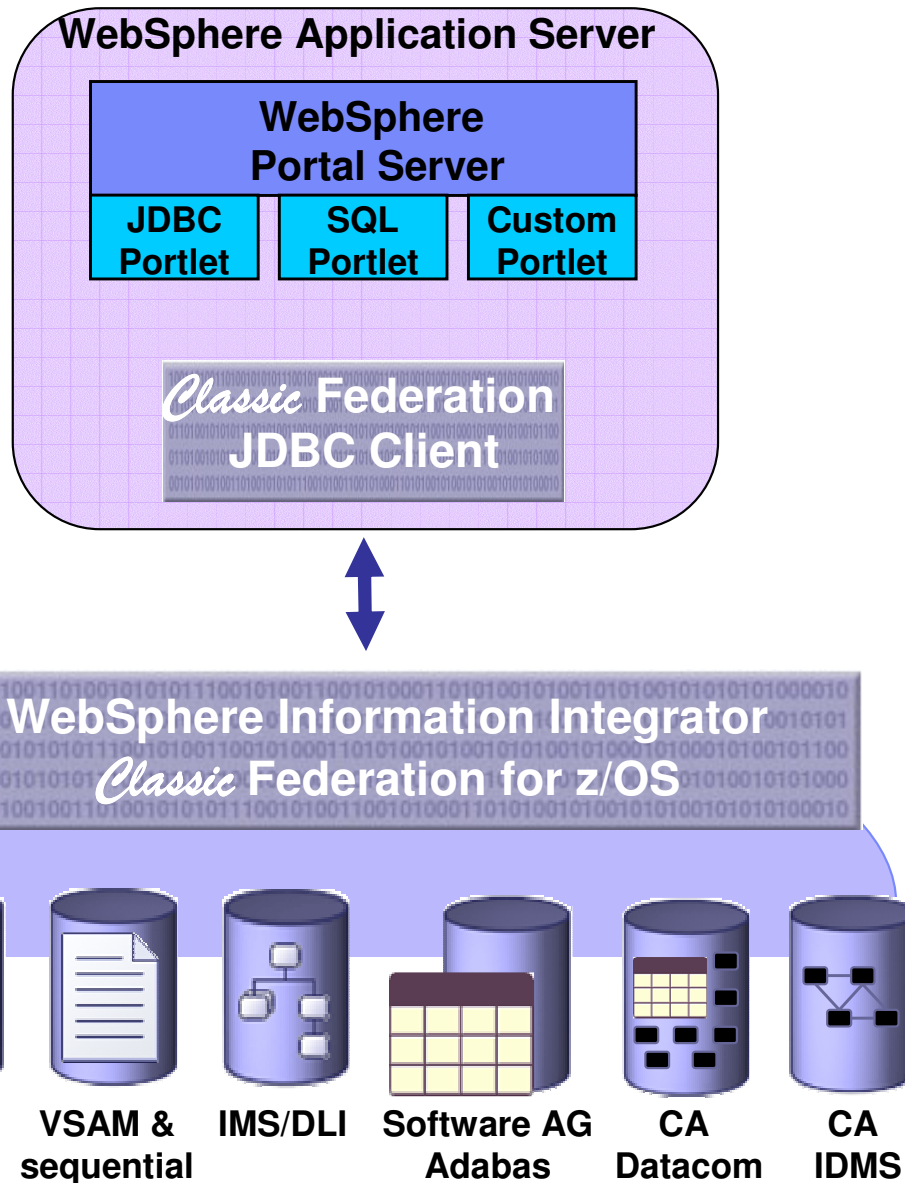 WebSphere Application Server
WebSphere
Portal Server
JDBC
Portlet
SQL
Portlet
Custom
Portlet
Classic Federation
JDBC Client
WebSphere Information Integrator
Classic Federation for z/OS
VSAM &
sequential
IMS/DLI
Software AG
Adabas
CA
Datacom
CA
IDMS